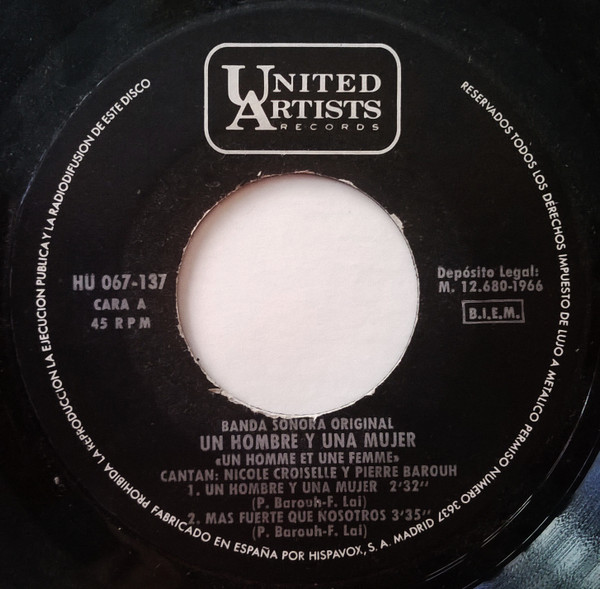 UNITED
ARTISTS
RECORDS
RESERVADOS TODOS LOS DERECHOS IMPUESTO DE LUJO A METALICO PERMISO NUMERO 3637
PROHIBIDA LA REPRODUCCION LA EJECUCION PUBLICA Y LA RADIODIFUSION DE ESTE DISCO
HU 067-137
CARA A
45 RPM
Depósito Legal:
M. 12.680-1966
B.I.E.M.
BANDA SONORA ORIGINAL
UN HOMBRE Y UNA MUJER
«UN HOMME ET UNE FEMME»
CANTAN: NICOLE CROISELLE Y PIERRE BAROUH
1. UN HOMBRE Y UNA MUJER 2'32''
(P. Barouh-F. Lai)
2. MAS FUERTE QUE NOSOTROS 3'35''
(P. Barouh-F. Lai)
FABRICADO EN ESPAÑA POR HISPAVOX, S. A. MADRID